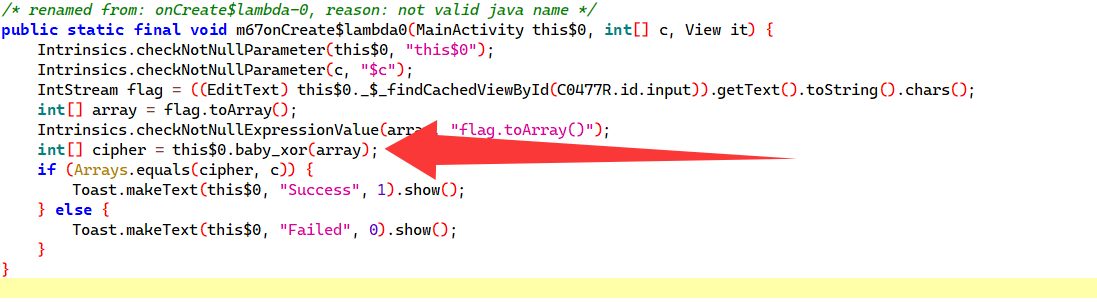 /* renamed from: onCreate$lambda-0, reason: not valid java name */
public static final void m67onCreate$lambda0(MainActivity this$0, int[] c, View it) {
Intrinsics.checkNotNullParameter(this$0, "this$0");
Intrinsics.checkNotNullParameter(c, "$c");
IntStream flag = ((EditText) this$0._$_findCachedViewById(C0477R.id.input)).getText().toString().chars();
int[] array = flag.toArray();
Intrinsics.checkNotNullExpressionValue(arra "flag.toArray()");
int[] cipher = this$0.baby_xor(array);
if (Arrays.equals(cipher, c)) {
Toast.makeText(this$0, "Success", 1).show();
} else {
Toast.makeText(this$0, "Failed", 0).show();
}
}